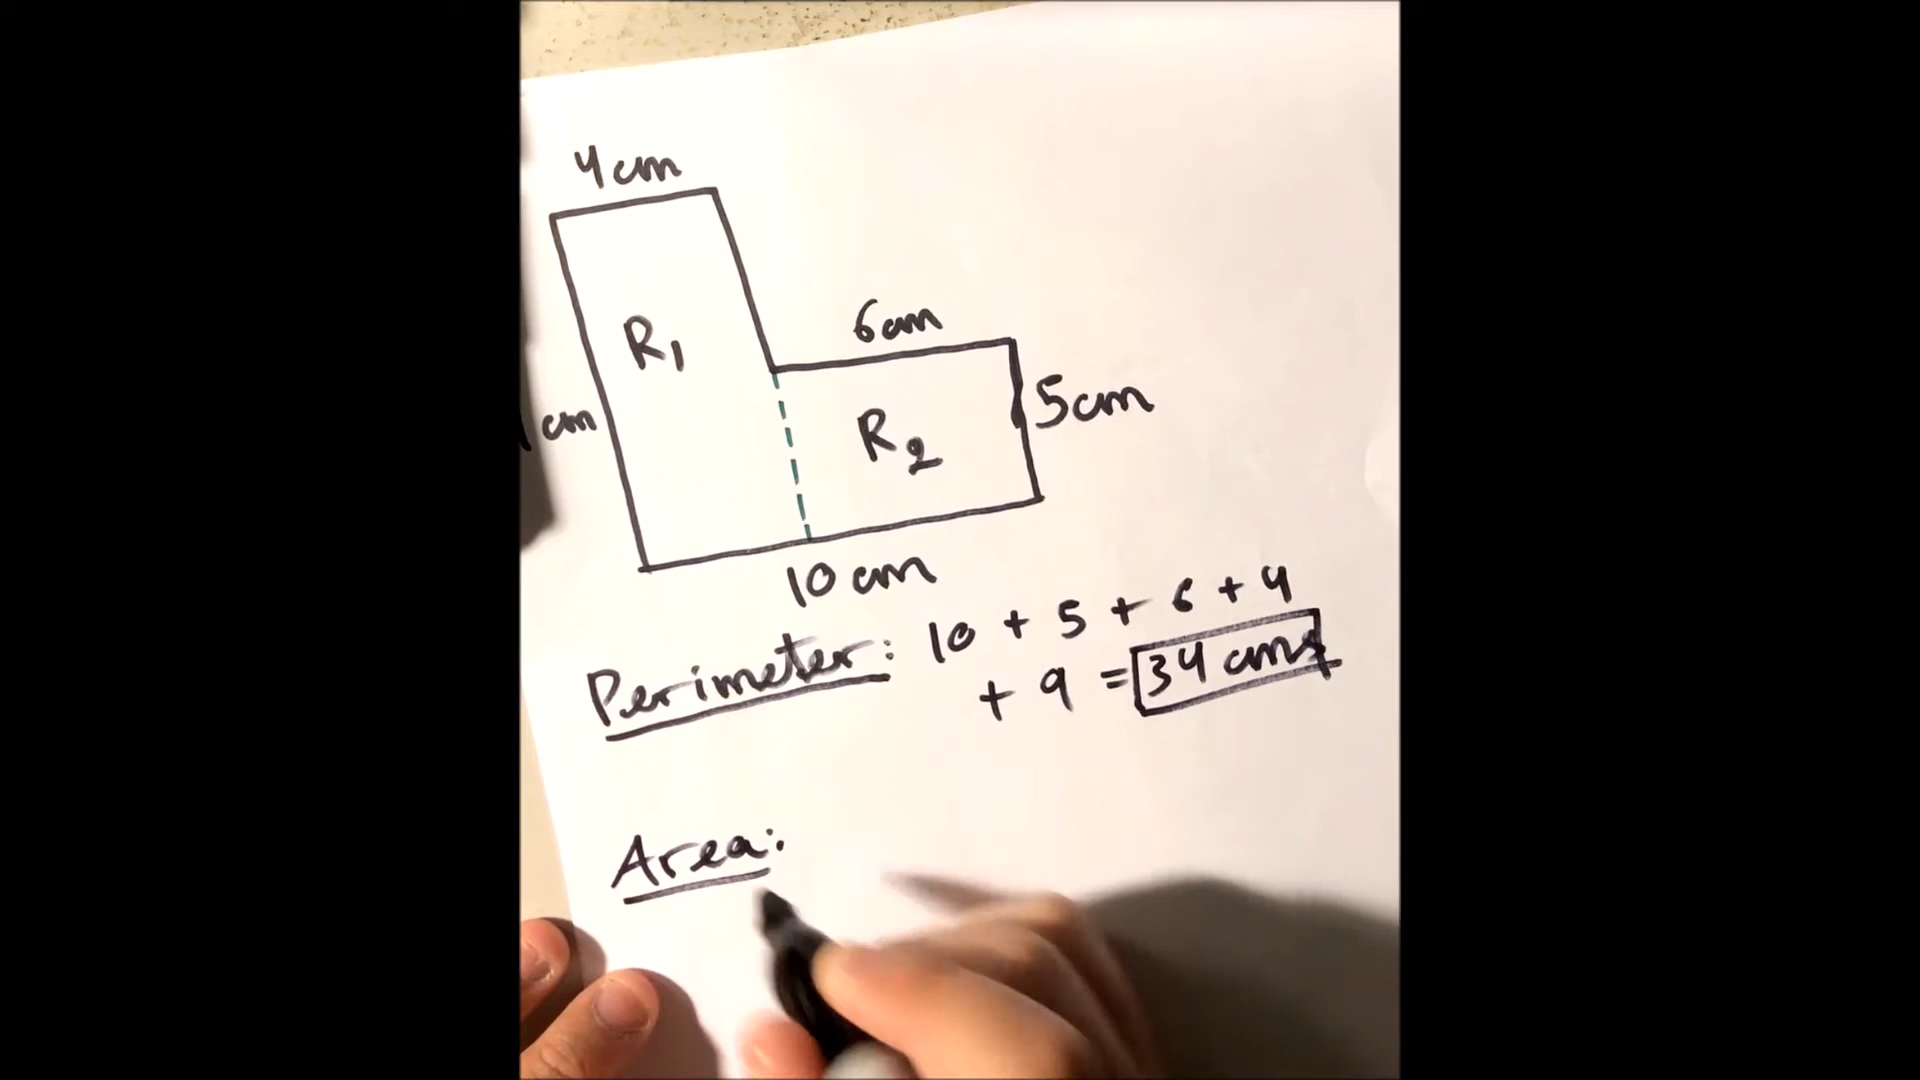 4cm
R1
6cm
cm
R2
5cm
10 cm
Perimeter: 10 + 5 + 6 + 4
+ 9 = 34 cm
Area: